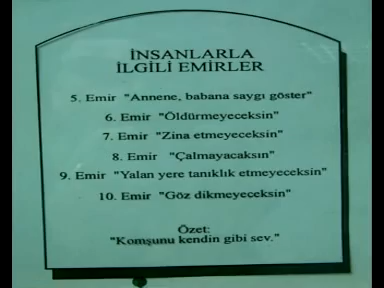 İNSANLARLA
İLGİLİ EMİRLER
5. Emir "Annene, babana saygı göster"
6. Emir "Öldürmeyeceksin"
7. Emir "Zina etmeyeceksin"
8. Emir "Çalmayacaksın"
9. Emir "Yalan yere tanıklık etmeyeceksin"
10. Emir "Göz dikmeyeceksin"
Özet:
"Komşunu kendin gibi sev."